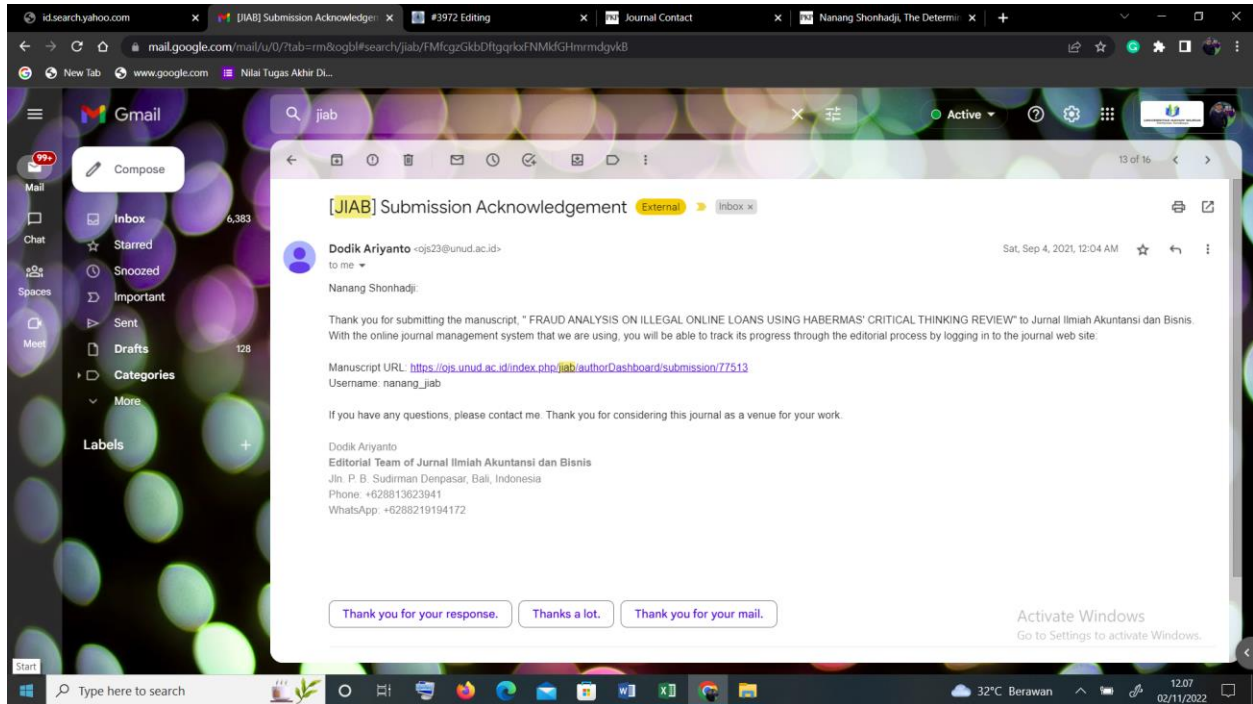 id.search.yahoo.com
[JIAB] Submission Acknowledgem
#3972 Editing
PKP Journal Contact
PKP Nanang Shonhadji, The Determin
mail.google.com/mail/u/0/?tab=rm&ogbl#search/jiab/FMfcgzGkbDftgqrkxFNMkfGHmrmdgvkB
New Tab
www.google.com
Nilai Tugas Akhir Di...
Gmail
jiab
Active
99+
Mail
Chat
Spaces
Meet
Compose
Inbox 6,383
Starred
Snoozed
Important
Sent
Drafts 128
Categories
More
Labels
13 of 16
[JIAB] Submission Acknowledgement External Inbox x
Dodik Ariyanto <ojs23@unud.ac.id>
Sat, Sep 4, 2021, 12:04 AM
to me
Nanang Shonhadji:
Thank you for submitting the manuscript, " FRAUD ANALYSIS ON ILLEGAL ONLINE LOANS USING HABERMAS' CRITICAL THINKING REVIEW" to Jurnal Ilmiah Akuntansi dan Bisnis.
With the online journal management system that we are using, you will be able to track its progress through the editorial process by logging in to the journal web site:
Manuscript URL: https://ojs.unud.ac.id/index.php/jiab/authorDashboard/submission/77513
Username: nanang_jiab
If you have any questions, please contact me. Thank you for considering this journal as a venue for your work.
Dodik Ariyanto
Editorial Team of Jurnal Ilmiah Akuntansi dan Bisnis
Jln. P. B. Sudirman Denpasar, Bali, Indonesia
Phone: +628813623941
WhatsApp: +6288219194172
Thank you for your response.
Thanks a lot.
Thank you for your mail.
Activate Windows
Go to Settings to activate Windows.
Start
Type here to search
32°C Berawan
12.07
02/11/2022